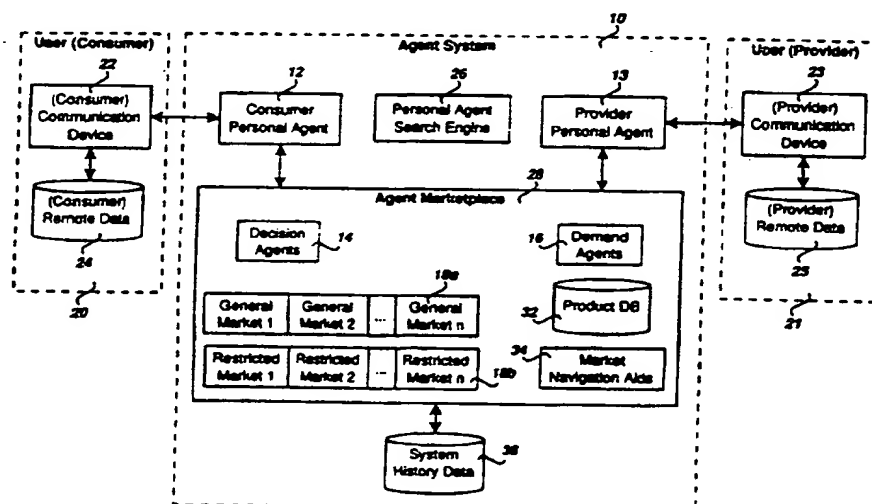 10
User (Consumer)
Agent System
User (Provider)
22
12
26
13
23
(Consumer)
Communication
Device
Consumer
Personal Agent
Personal Agent
Search Engine
Provider
Personal Agent
(Provider)
Communication
Device
28
Agent Marketplace
(Consumer)
Remote Data
24
20
Decision
Agents
14
16
Demand
Agents
(Provider)
Remote Data
25
21
18a
General
Market 1
General
Market 2
...
General
Market n
32
Product DB
Restricted
Market 1
Restricted
Market 2
...
Restricted
Market n
18b
34
Market
Navigation Aids
System
History Data
36